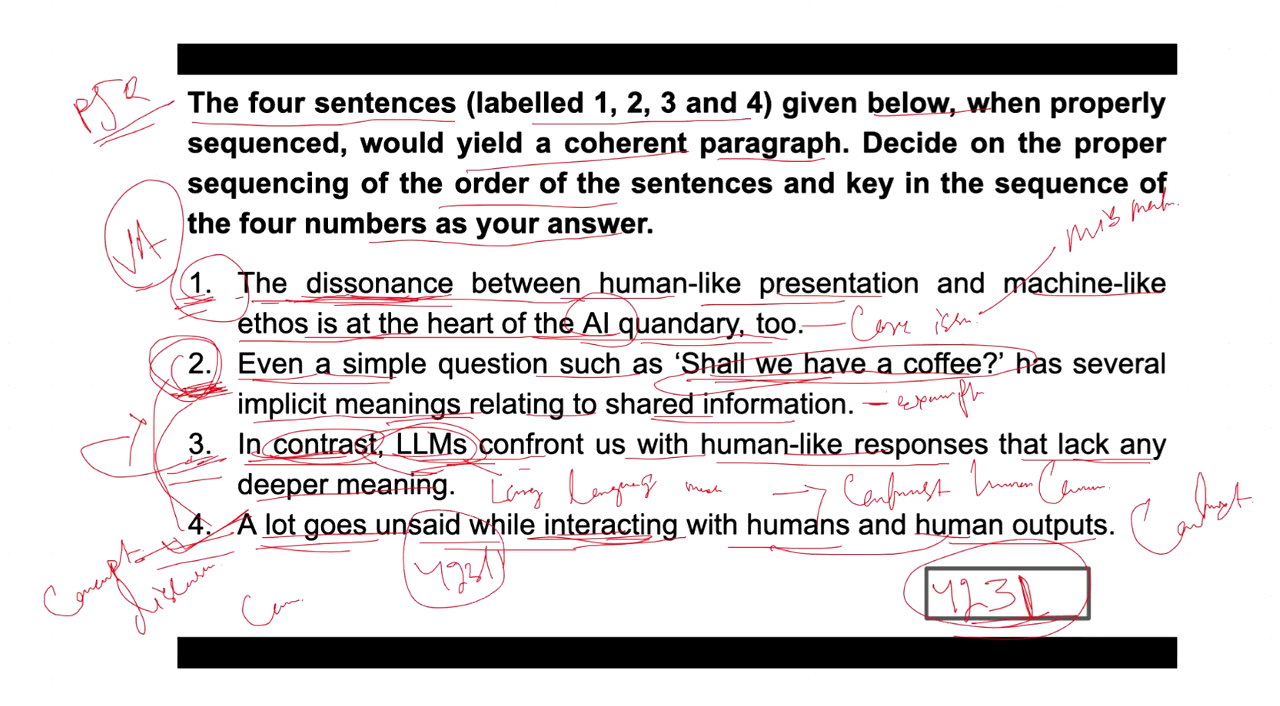 PJQ
The four sentences (labelled 1, 2, 3 and 4) given below, when properly
sequenced, would yield a coherent paragraph. Decide on the proper
sequencing of the order of the sentences and key in the sequence of
the four numbers as your answer.
VA
1. The dissonance between human-like presentation and machine-like
ethos is at the heart of the AI quandary, too.
2. Even a simple question such as ‘Shall we have a coffee?’ has several
implicit meanings relating to shared information.
3. In contrast, LLMs confront us with human-like responses that lack any
deeper meaning.
4. A lot goes unsaid while interacting with humans and human outputs.
4231
4231